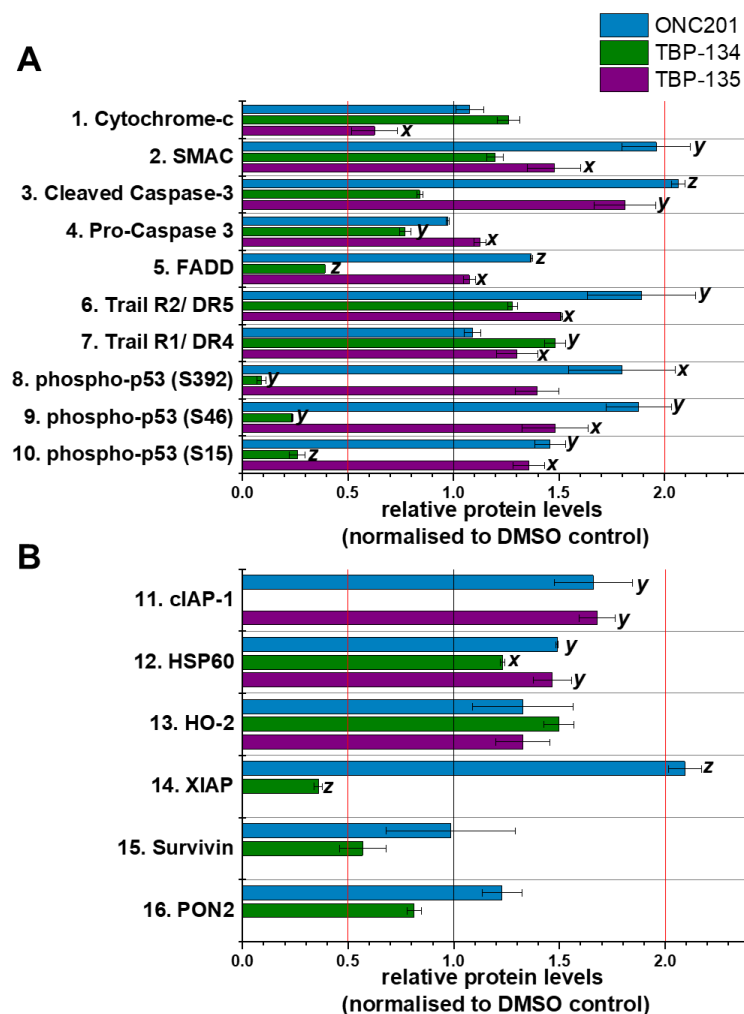 ONC201
TBP-134
TBP-135
A
1. Cytochrome-c
x
2. SMAC
y
x
3. Cleaved Caspase-3
z
y
4. Pro-Caspase 3
y
x
5. FADD
z
z
x
6. Trail R2/ DR5
y
x
7. Trail R1/ DR4
y
x
8. phospho-p53 (S392)
x
y
9. phospho-p53 (S46)
y
y
x
10. phospho-p53 (S15)
y
z
x
0.0 0.5 1.0 1.5 2.0
relative protein levels
(normalised to DMSO control)
B
11. cIAP-1
y
y
12. HSP60
y
x
y
13. HO-2
14. XIAP
z
z
15. Survivin
16. PON2
0.0 0.5 1.0 1.5 2.0
relative protein levels
(normalised to DMSO control)